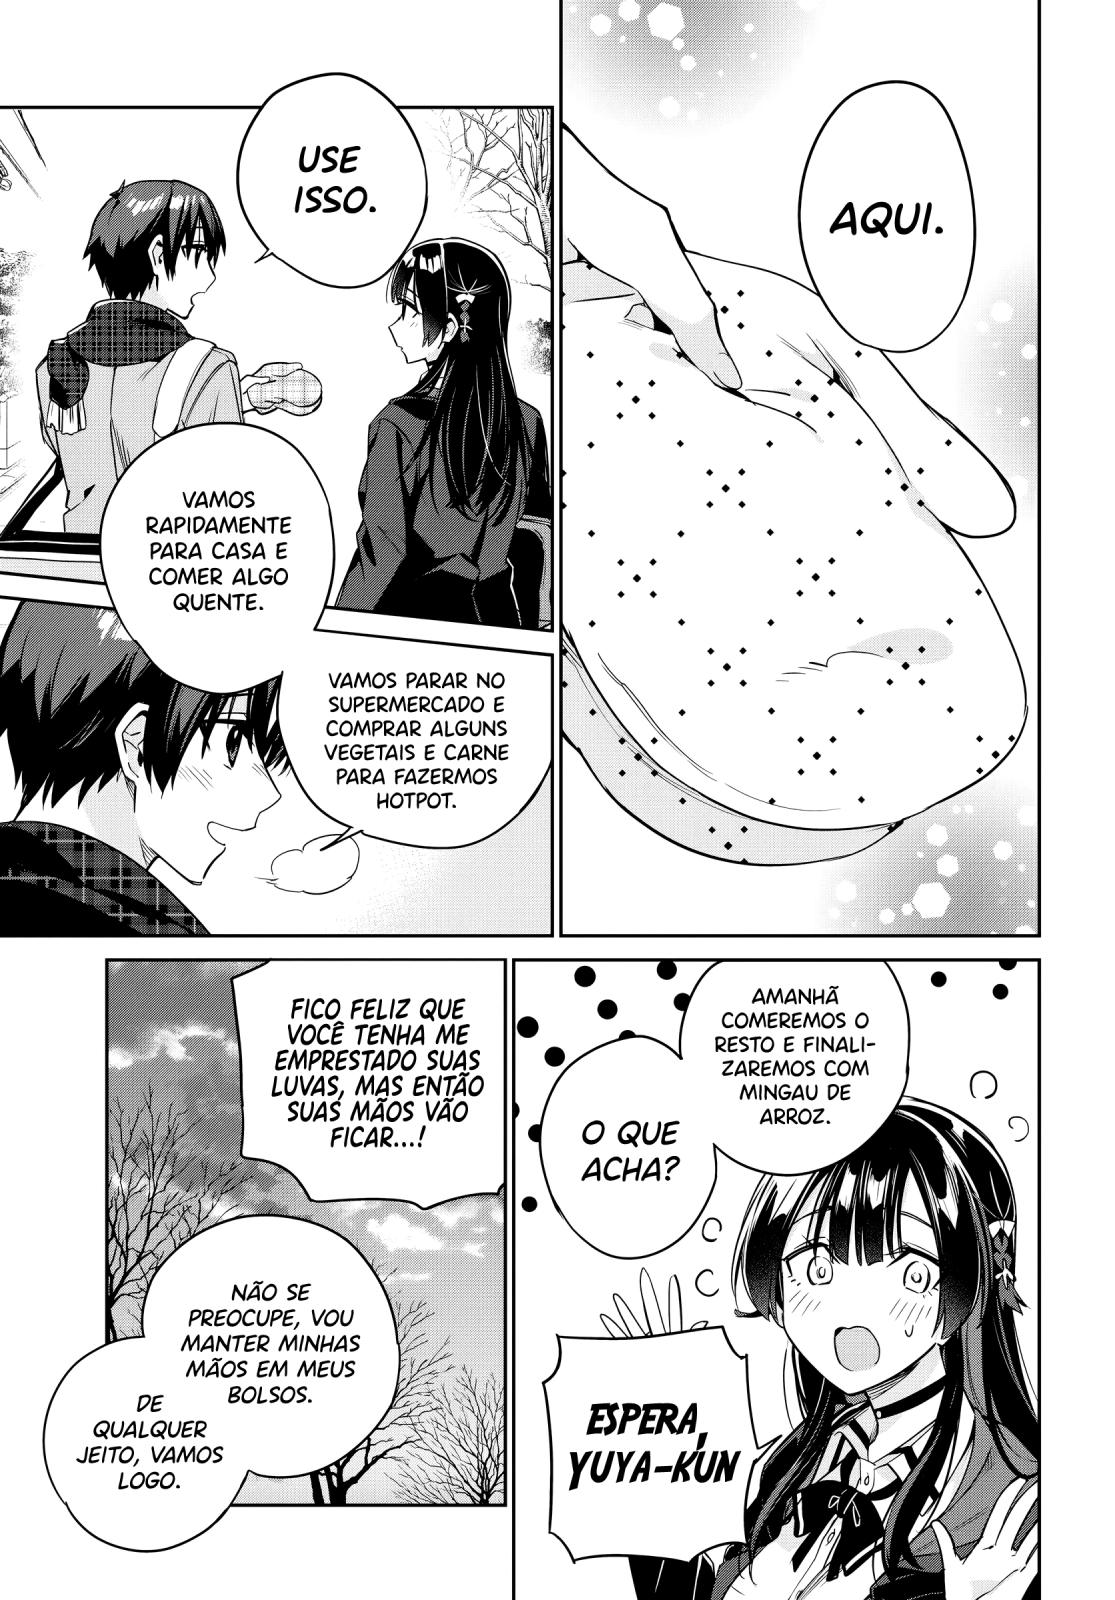 AQUI.
USE
ISSO.
VAMOS
RAPIDAMENTE
PARA CASA E
COMER ALGO
QUENTE.
VAMOS PARAR NO
SUPERMERCADO E
COMPRAR ALGUNS
VEGETAIS E CARNE
PARA FAZERMOS
HOTPOT.
AMANHÃ
COMEREMOS O
RESTO E FINALI-
ZAREMOS COM
MINGAU DE
ARROZ.
O QUE
ACHA?
ESPERA,
YUYA-KUN
FICO FELIZ QUE
VOCÊ TENHA ME
EMPRESTADO SUAS
LUVAS, MAS ENTÃO
SUAS MÃOS VÃO
FICAR...!
NÃO SE
PREOCUPE, VOU
MANTER MINHAS
MÃOS EM MEUS
BOLSOS.
DE
QUALQUER
JEITO, VAMOS
LOGO.